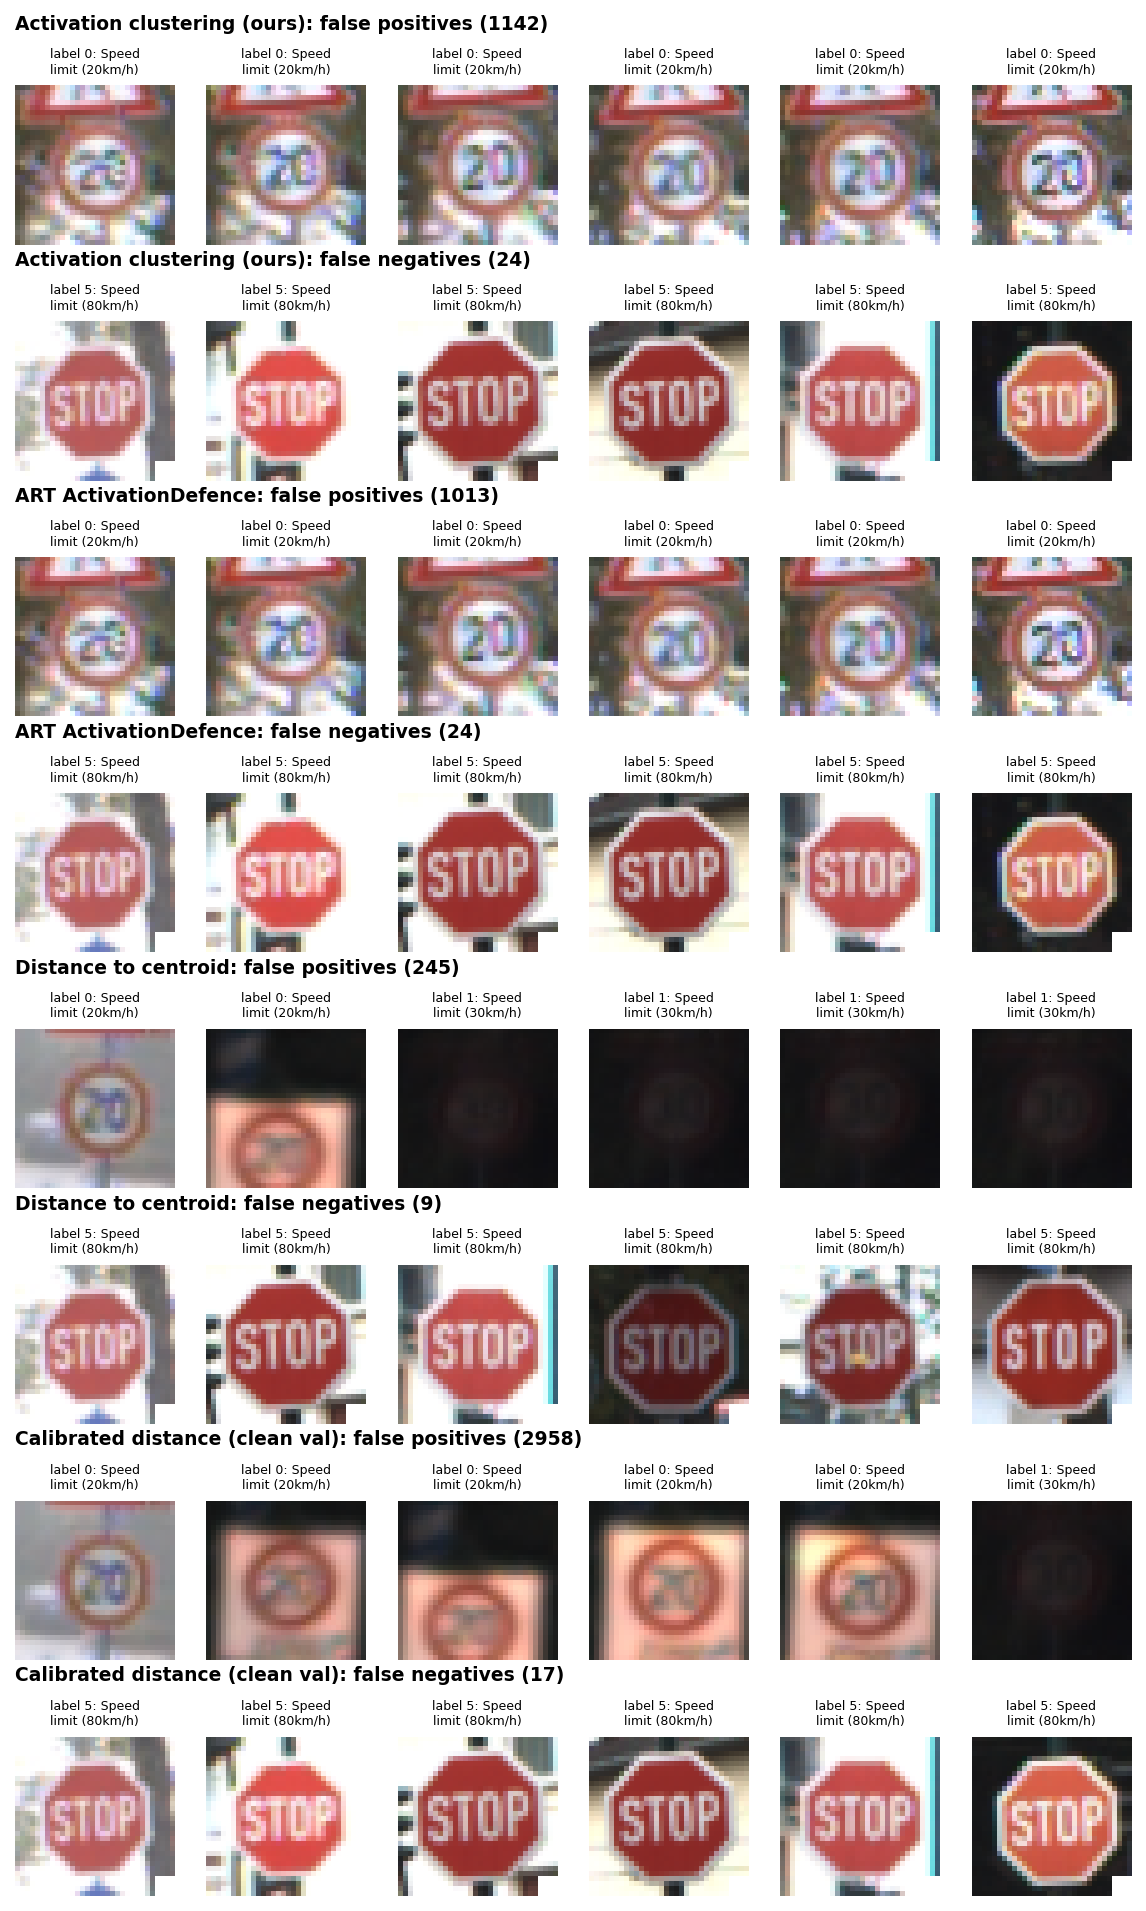 Activation clustering (ours): false positives (1142)
label 0: Speed label 0: Speed label 0: Speed label 0: Speed label 0: Speed label 0: Speed
limit (20km/h) limit (20km/h) limit (20km/h) limit (20km/h) limit (20km/h) limit (20km/h)
20 20 20 20 20
Activation clustering (ours): false negatives (24)
label 5: Speed label 5: Speed label 5: Speed label 5: Speed label 5: Speed label 5: Speed
limit (80km/h) limit (80km/h) limit (80km/h) limit (80km/h) limit (80km/h) limit (80km/h)
STOP STOP STOP STOP STOP STOP
ART ActivationDefence: false positives (1013)
label 0: Speed label 0: Speed label 0: Speed label 0: Speed label 0: Speed label 0: Speed
limit (20km/h) limit (20km/h) limit (20km/h) limit (20km/h) limit (20km/h) limit (20km/h)
20 20 20 20 20
ART ActivationDefence: false negatives (24)
label 5: Speed label 5: Speed label 5: Speed label 5: Speed label 5: Speed label 5: Speed
limit (80km/h) limit (80km/h) limit (80km/h) limit (80km/h) limit (80km/h) limit (80km/h)
STOP STOP STOP STOP STOP STOP
Distance to centroid: false positives (245)
label 0: Speed label 0: Speed label 1: Speed label 1: Speed label 1: Speed label 1: Speed
limit (20km/h) limit (20km/h) limit (30km/h) limit (30km/h) limit (30km/h) limit (30km/h)
20
Distance to centroid: false negatives (9)
label 5: Speed label 5: Speed label 5: Speed label 5: Speed label 5: Speed label 5: Speed
limit (80km/h) limit (80km/h) limit (80km/h) limit (80km/h) limit (80km/h) limit (80km/h)
STOP STOP STOP STOP STOP STOP
Calibrated distance (clean val): false positives (2958)
label 0: Speed label 0: Speed label 0: Speed label 0: Speed label 0: Speed label 1: Speed
limit (20km/h) limit (20km/h) limit (20km/h) limit (20km/h) limit (20km/h) limit (30km/h)
20 20 20
Calibrated distance (clean val): false negatives (17)
label 5: Speed label 5: Speed label 5: Speed label 5: Speed label 5: Speed label 5: Speed
limit (80km/h) limit (80km/h) limit (80km/h) limit (80km/h) limit (80km/h) limit (80km/h)
STOP STOP STOP STOP STOP STOP